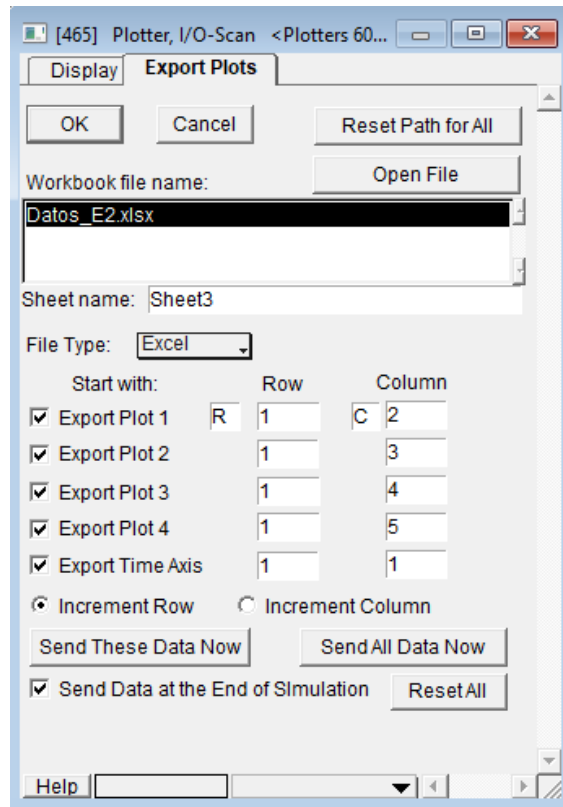 [465] Plotter, I/O-Scan <Plotters 60...
Display Export Plots
OK Cancel Reset Path for All
Open File
Workbook file name:
Datos_E2.xlsx
Sheet name: Sheet3
File Type: Excel
Start with: Row Column
Export Plot 1 R 1 C 2
Export Plot 2 1 3
Export Plot 3 1 4
Export Plot 4 1 5
Export Time Axis 1 1
Increment Row Increment Column
Send These Data Now Send All Data Now
Send Data at the End of SImulation Reset All
Help